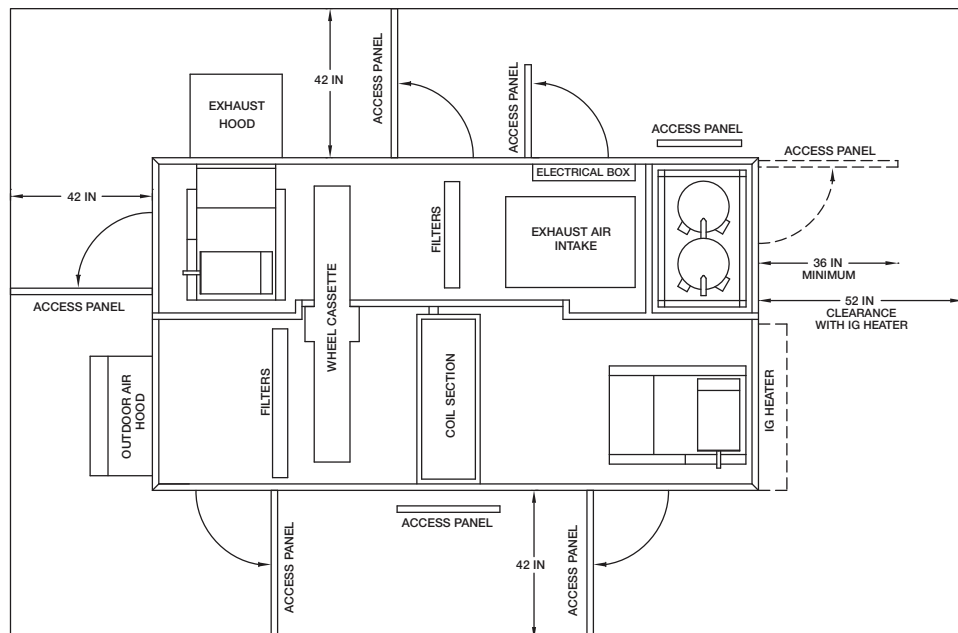 42 IN
ACCESS PANEL
ACCESS PANEL
EXHAUST
HOOD
ACCESS PANEL
ACCESS PANEL
ELECTRICAL BOX
42 IN
FILTERS
EXHAUST AIR
INTAKE
36 IN
MINIMUM
ACCESS PANEL
52 IN
CLEARANCE
WITH IG HEATER
WHEEL CASSETTE
OUTDOOR AIR
HOOD
FILTERS
COIL SECTION
IG HEATER
ACCESS PANEL
ACCESS PANEL
42 IN
ACCESS PANEL